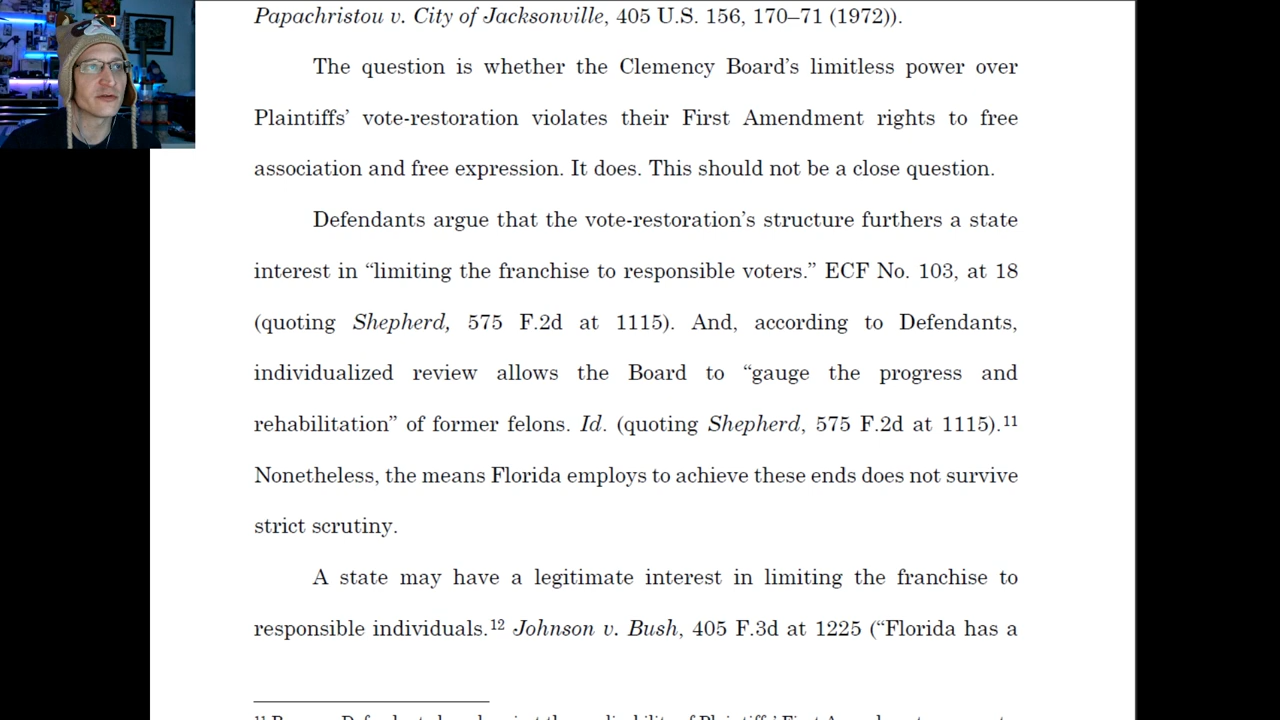 Papachristou v. City of Jacksonville, 405 U.S. 156, 170–71 (1972)).
The question is whether the Clemency Board’s limitless power over
Plaintiffs’ vote-restoration violates their First Amendment rights to free
association and free expression. It does. This should not be a close question.
Defendants argue that the vote-restoration’s structure furthers a state
interest in “limiting the franchise to responsible voters.” ECF No. 103, at 18
(quoting Shepherd, 575 F.2d at 1115). And, according to Defendants,
individualized review allows the Board to “gauge the progress and
rehabilitation” of former felons. Id. (quoting Shepherd, 575 F.2d at 1115).11
Nonetheless, the means Florida employs to achieve these ends does not survive
strict scrutiny.
A state may have a legitimate interest in limiting the franchise to
responsible individuals.12 Johnson v. Bush, 405 F.3d at 1225 (“Florida has a